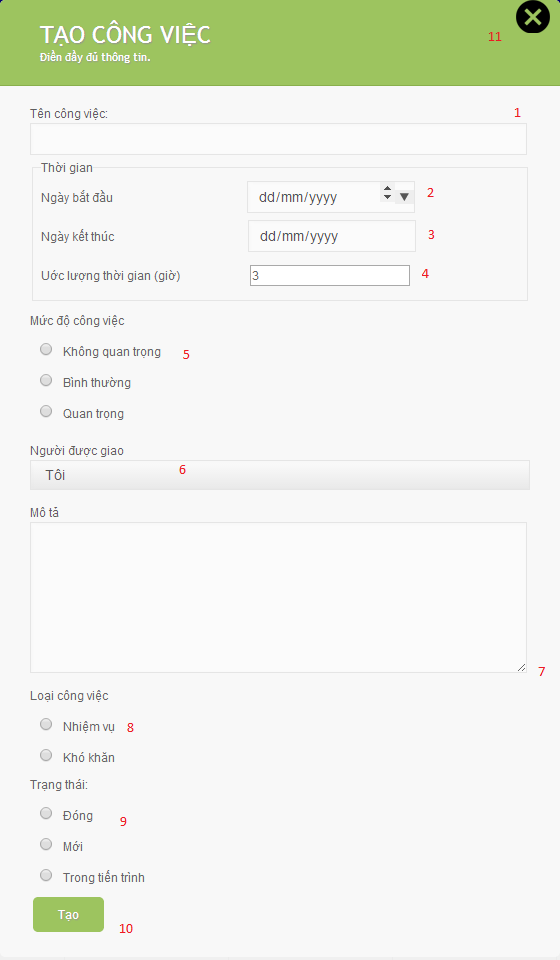 TẠO CÔNG VIỆC
Điền đầy đủ thông tin.
11
Tên công việc:
1
Thời gian
Ngày bắt đầu dd/mm/yyyy 2
Ngày kết thúc dd/mm/yyyy 3
Ước lượng thời gian (giờ) 3 4
Mức độ công việc
Không quan trọng 5
Bình thường
Quan trọng
Người được giao
Tôi 6
Mô tả
7
Loại công việc
Nhiệm vụ 8
Khó khăn
Trạng thái:
Đóng 9
Mới
Trong tiến trình
Tạo
10